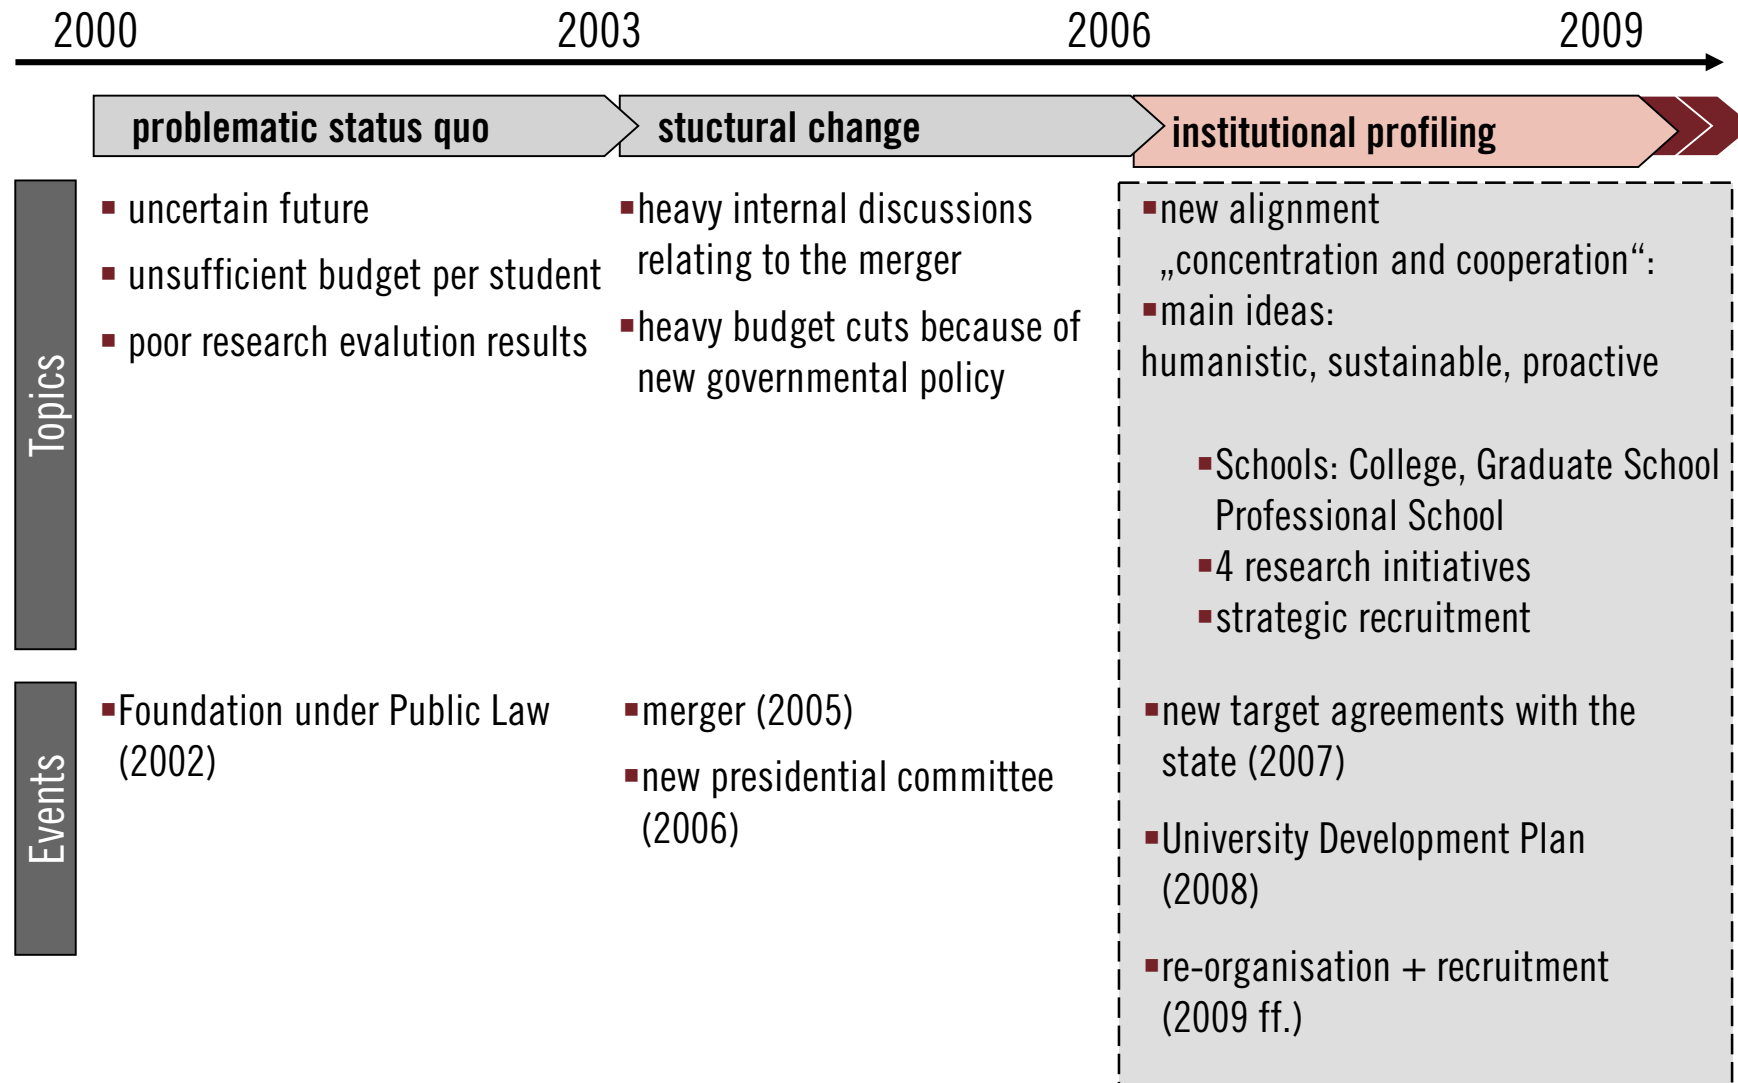 2000 2003 2006 2009
problematic status quo
stuctural change
institutional profiling
Topics
▪ uncertain future
▪ unsufficient budget per student
▪ poor research evalution results
▪heavy internal discussions
relating to the merger
▪heavy budget cuts because of
new governmental policy
▪new alignment
„concentration and cooperation“:
▪main ideas:
humanistic, sustainable, proactive
▪Schools: College, Graduate School
Professional School
▪4 research initiatives
▪strategic recruitment
Events
▪Foundation under Public Law
(2002)
▪merger (2005)
▪new presidential committee
(2006)
▪new target agreements with the
state (2007)
▪University Development Plan
(2008)
▪re-organisation + recruitment
(2009 ff.)